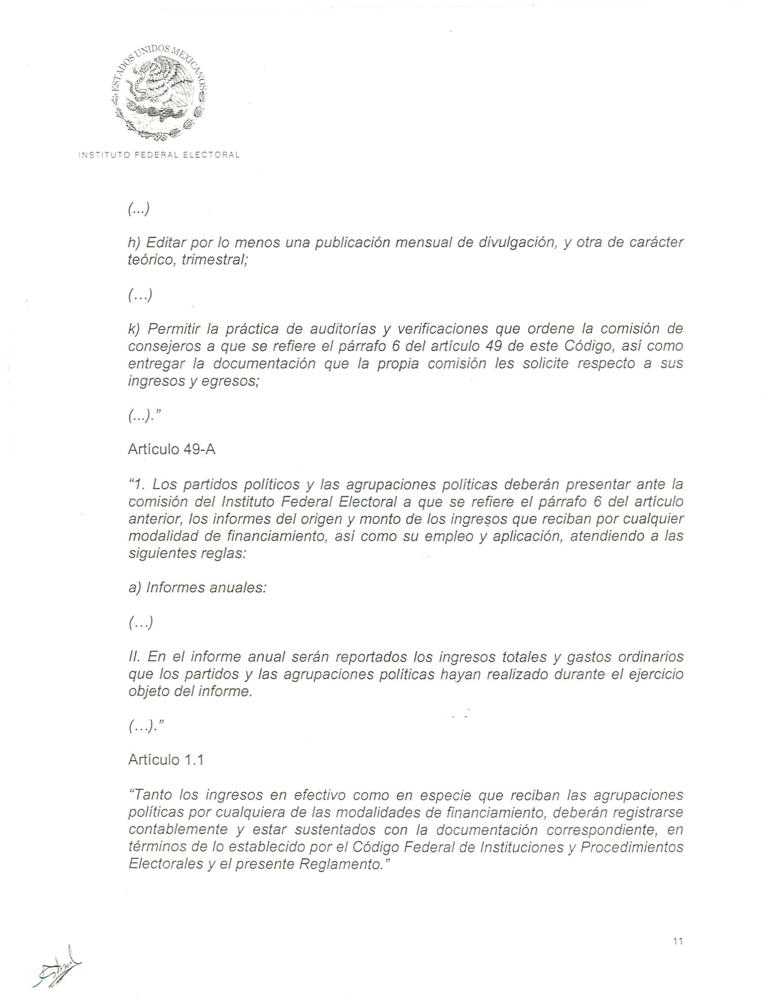 ESTADOS UNIDOS MEXICANOS
INSTITUTO FEDERAL ELECTORAL
(...)
h) Editar por lo menos una publicación mensual de divulgación, y otra de carácter
teórico, trimestral;
(...)
k) Permitir la práctica de auditorías y verificaciones que ordene la comisión de
consejeros a que se refiere el párrafo 6 del artículo 49 de este Código, así como
entregar la documentación que la propia comisión les solicite respecto a sus
ingresos y egresos;
(...)."
Artículo 49-A
"1. Los partidos políticos y las agrupaciones políticas deberán presentar ante la
comisión del Instituto Federal Electoral a que se refiere el párrafo 6 del artículo
anterior, los informes del origen y monto de los ingresos que reciban por cualquier
modalidad de financiamiento, así como su empleo y aplicación, atendiendo a las
siguientes reglas:
a) Informes anuales:
(...)
II. En el informe anual serán reportados los ingresos totales y gastos ordinarios
que los partidos y las agrupaciones políticas hayan realizado durante el ejercicio
objeto del informe.
(...)."
Artículo 1.1
"Tanto los ingresos en efectivo como en especie que reciban las agrupaciones
políticas por cualquiera de las modalidades de financiamiento, deberán registrarse
contablemente y estar sustentados con la documentación correspondiente, en
términos de lo establecido por el Código Federal de Instituciones y Procedimientos
Electorales y el presente Reglamento."
11